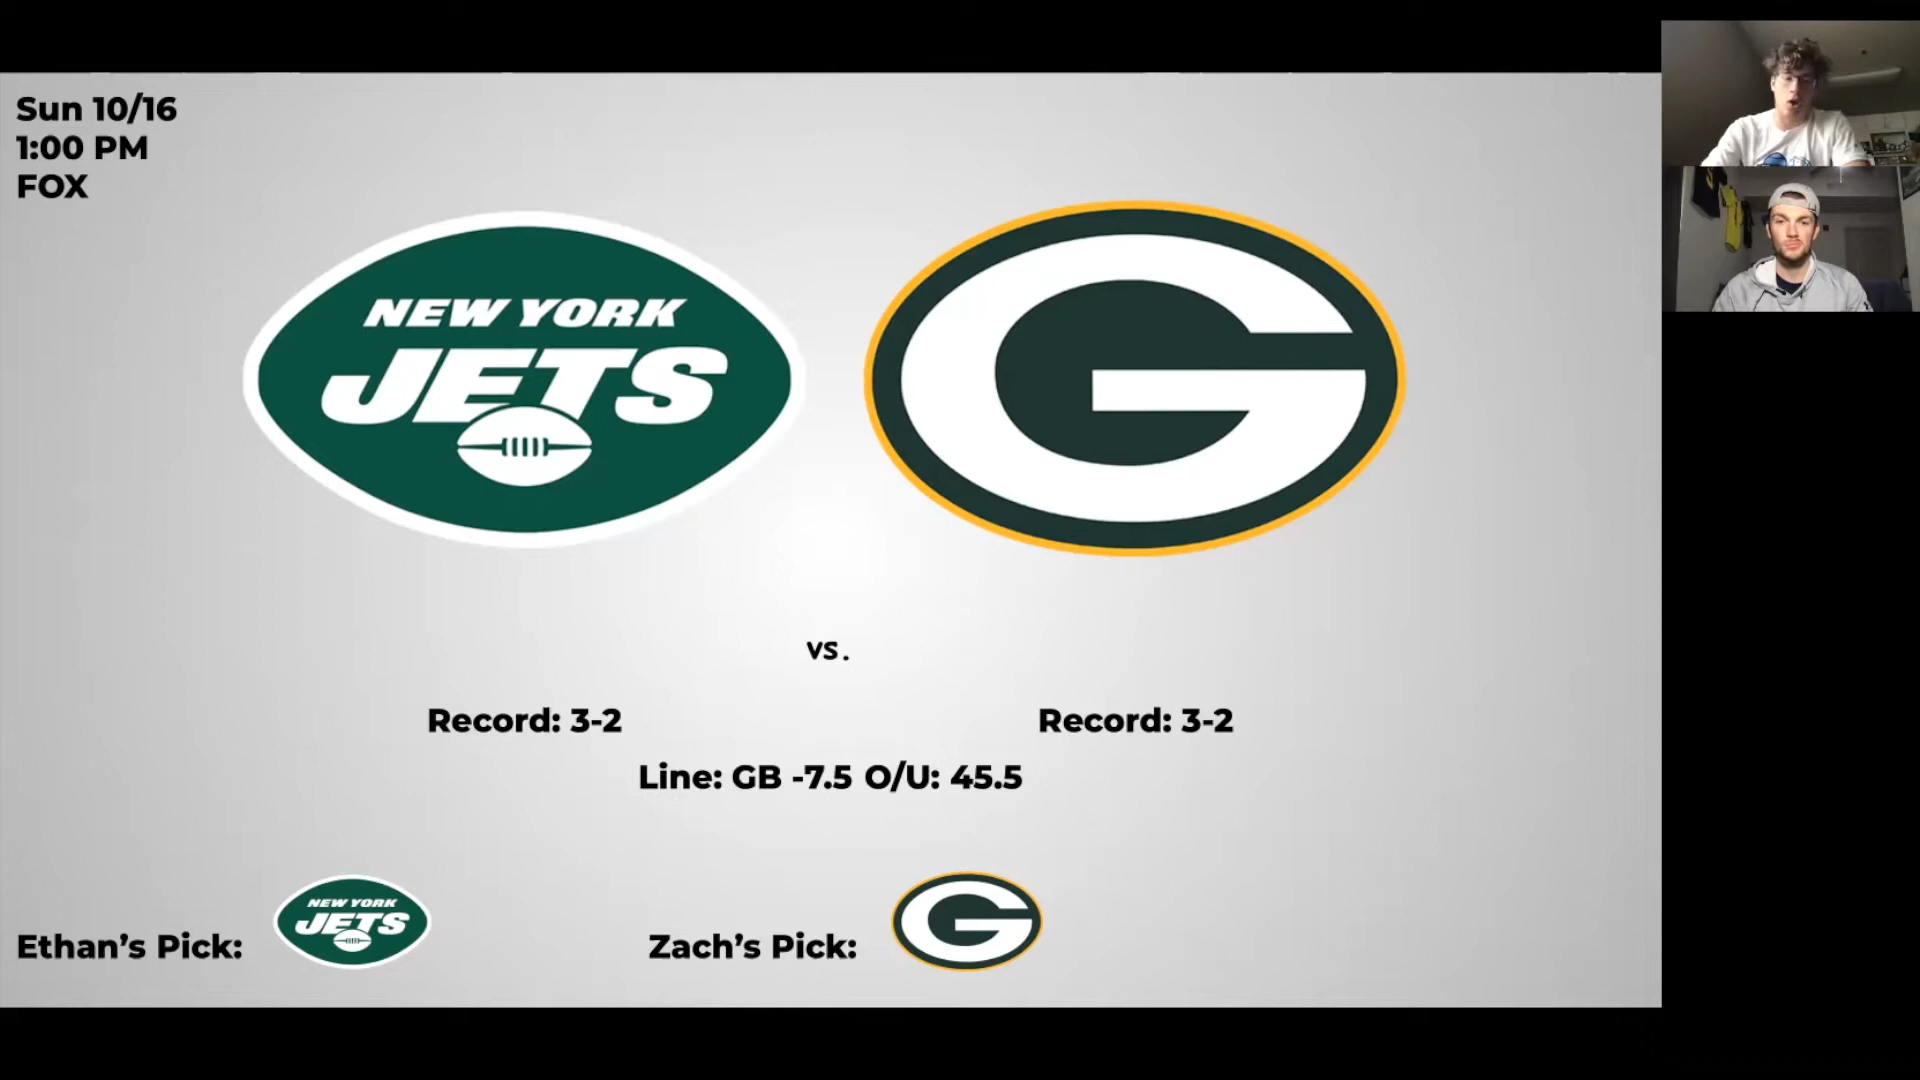 Sun 10/16
1:00 PM
FOX
NEW YORK
JETS
G
vs.
Record: 3-2
Record: 3-2
Line: GB -7.5 O/U: 45.5
Ethan’s Pick:
NEW YORK
JETS
Zach’s Pick:
G